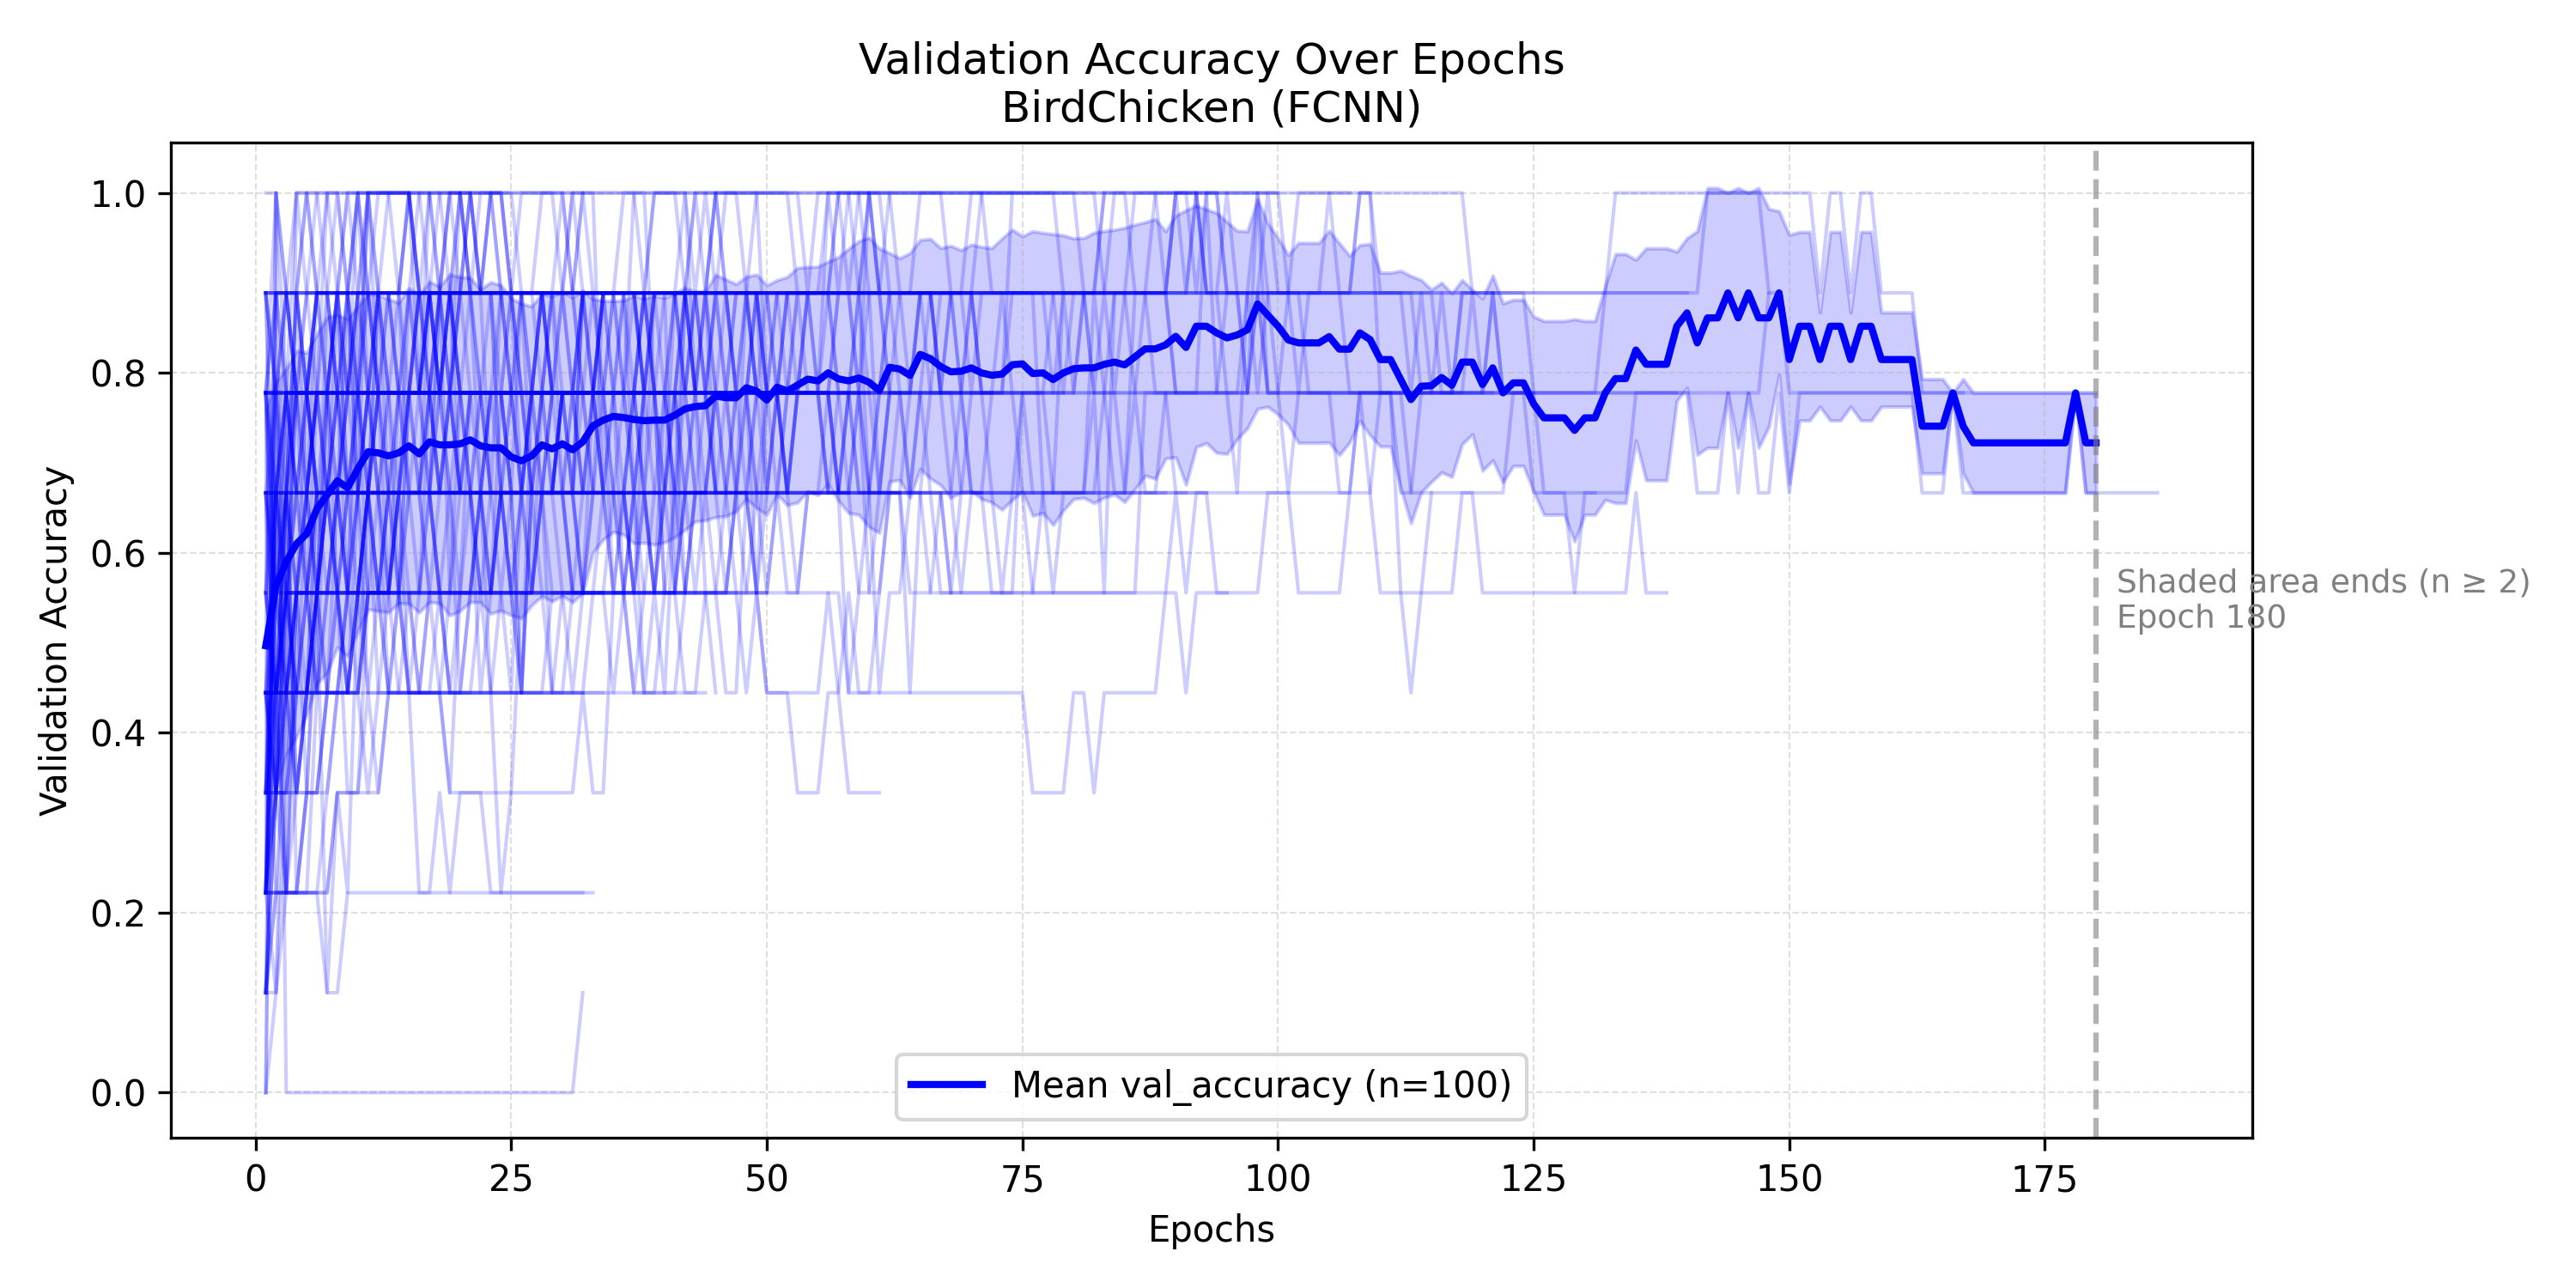 Validation Accuracy Over Epochs
BirdChicken (FCNN)
1.0
0.8
0.6
0.4
0.2
0.0
Validation Accuracy
Shaded area ends (n ≥ 2)
Epoch 180
Mean val_accuracy (n=100)
0 25 50 75 100 125 150 175
Epochs